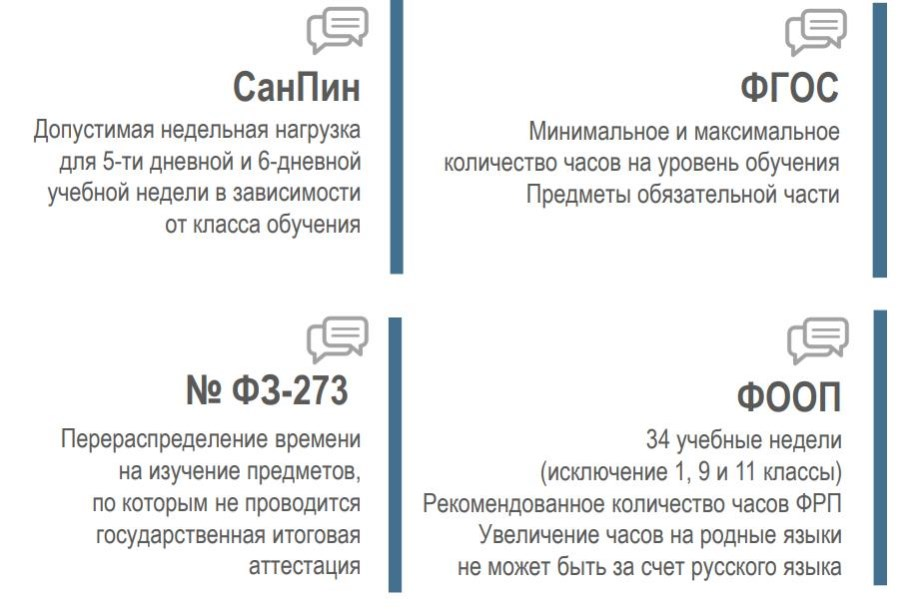 СанПин
Допустимая недельная нагрузка
для 5-ти дневной и 6-дневной
учебной недели в зависимости
от класса обучения
ФГОС
Минимальное и максимальное
количество часов на уровень обучения
Предметы обязательной части
№ ФЗ-273
Перераспределение времени
на изучение предметов,
по которым не проводится
государственная итоговая
аттестация
ФООП
34 учебные недели
(исключение 1, 9 и 11 классы)
Рекомендованное количество часов ФРП
Увеличение часов на родные языки
не может быть за счет русского языка